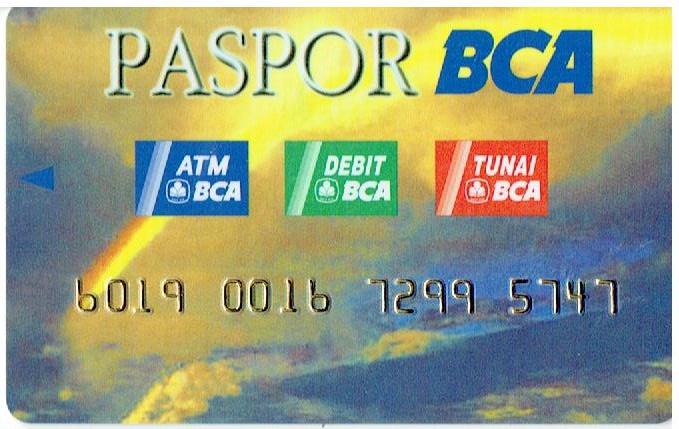 PASPOR BCA
ATM BCA
DEBIT BCA
TUNAI BCA
6019 0016 7299 5747